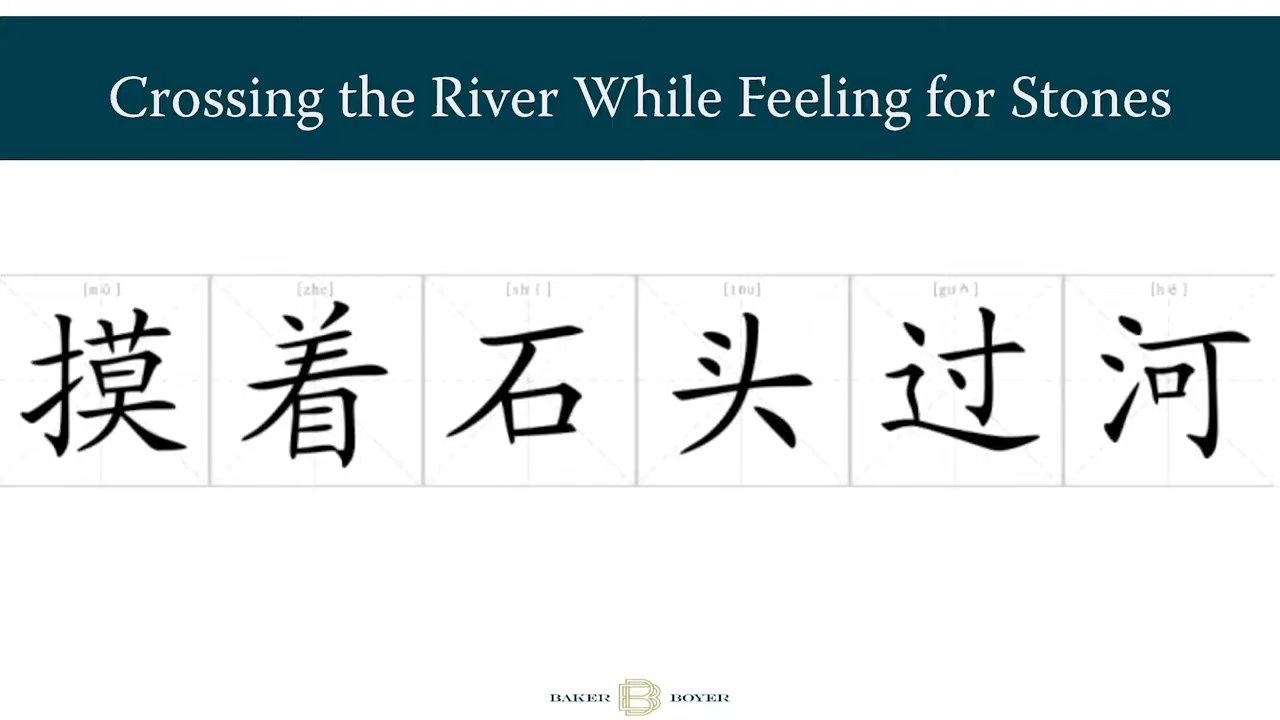 Crossing the River While Feeling for Stones
[mō] [zhe] [shí] [tou] [guò] [hé]
摸着石头过河
BAKER BOYER